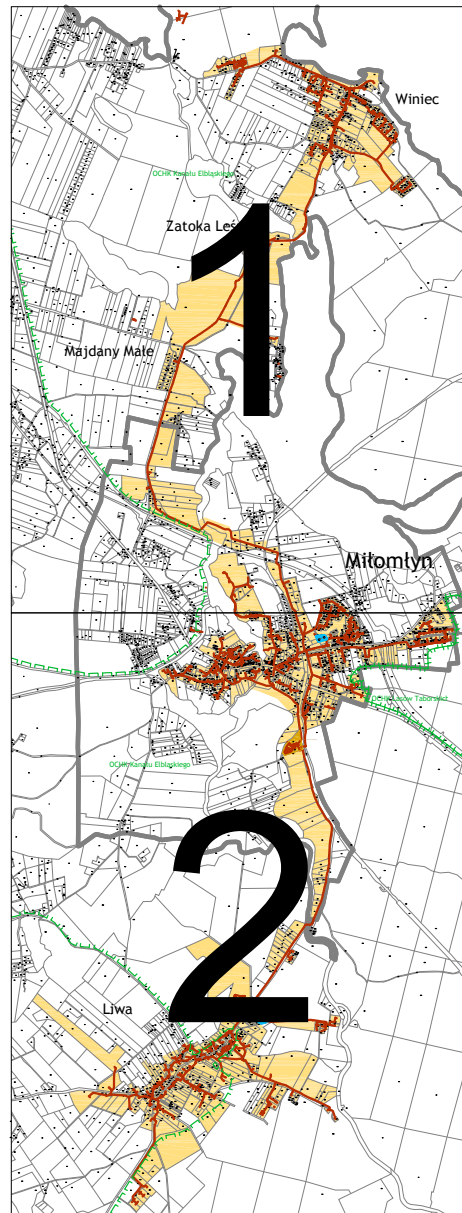 Winiec
OCHK Kanału Elbląskiego
Zatoka Leś
1
Majdany Małe
Miłomłyn
OCHK Lasów Taborskich
OCHK Kanału Elbląskiego
2
Liwa